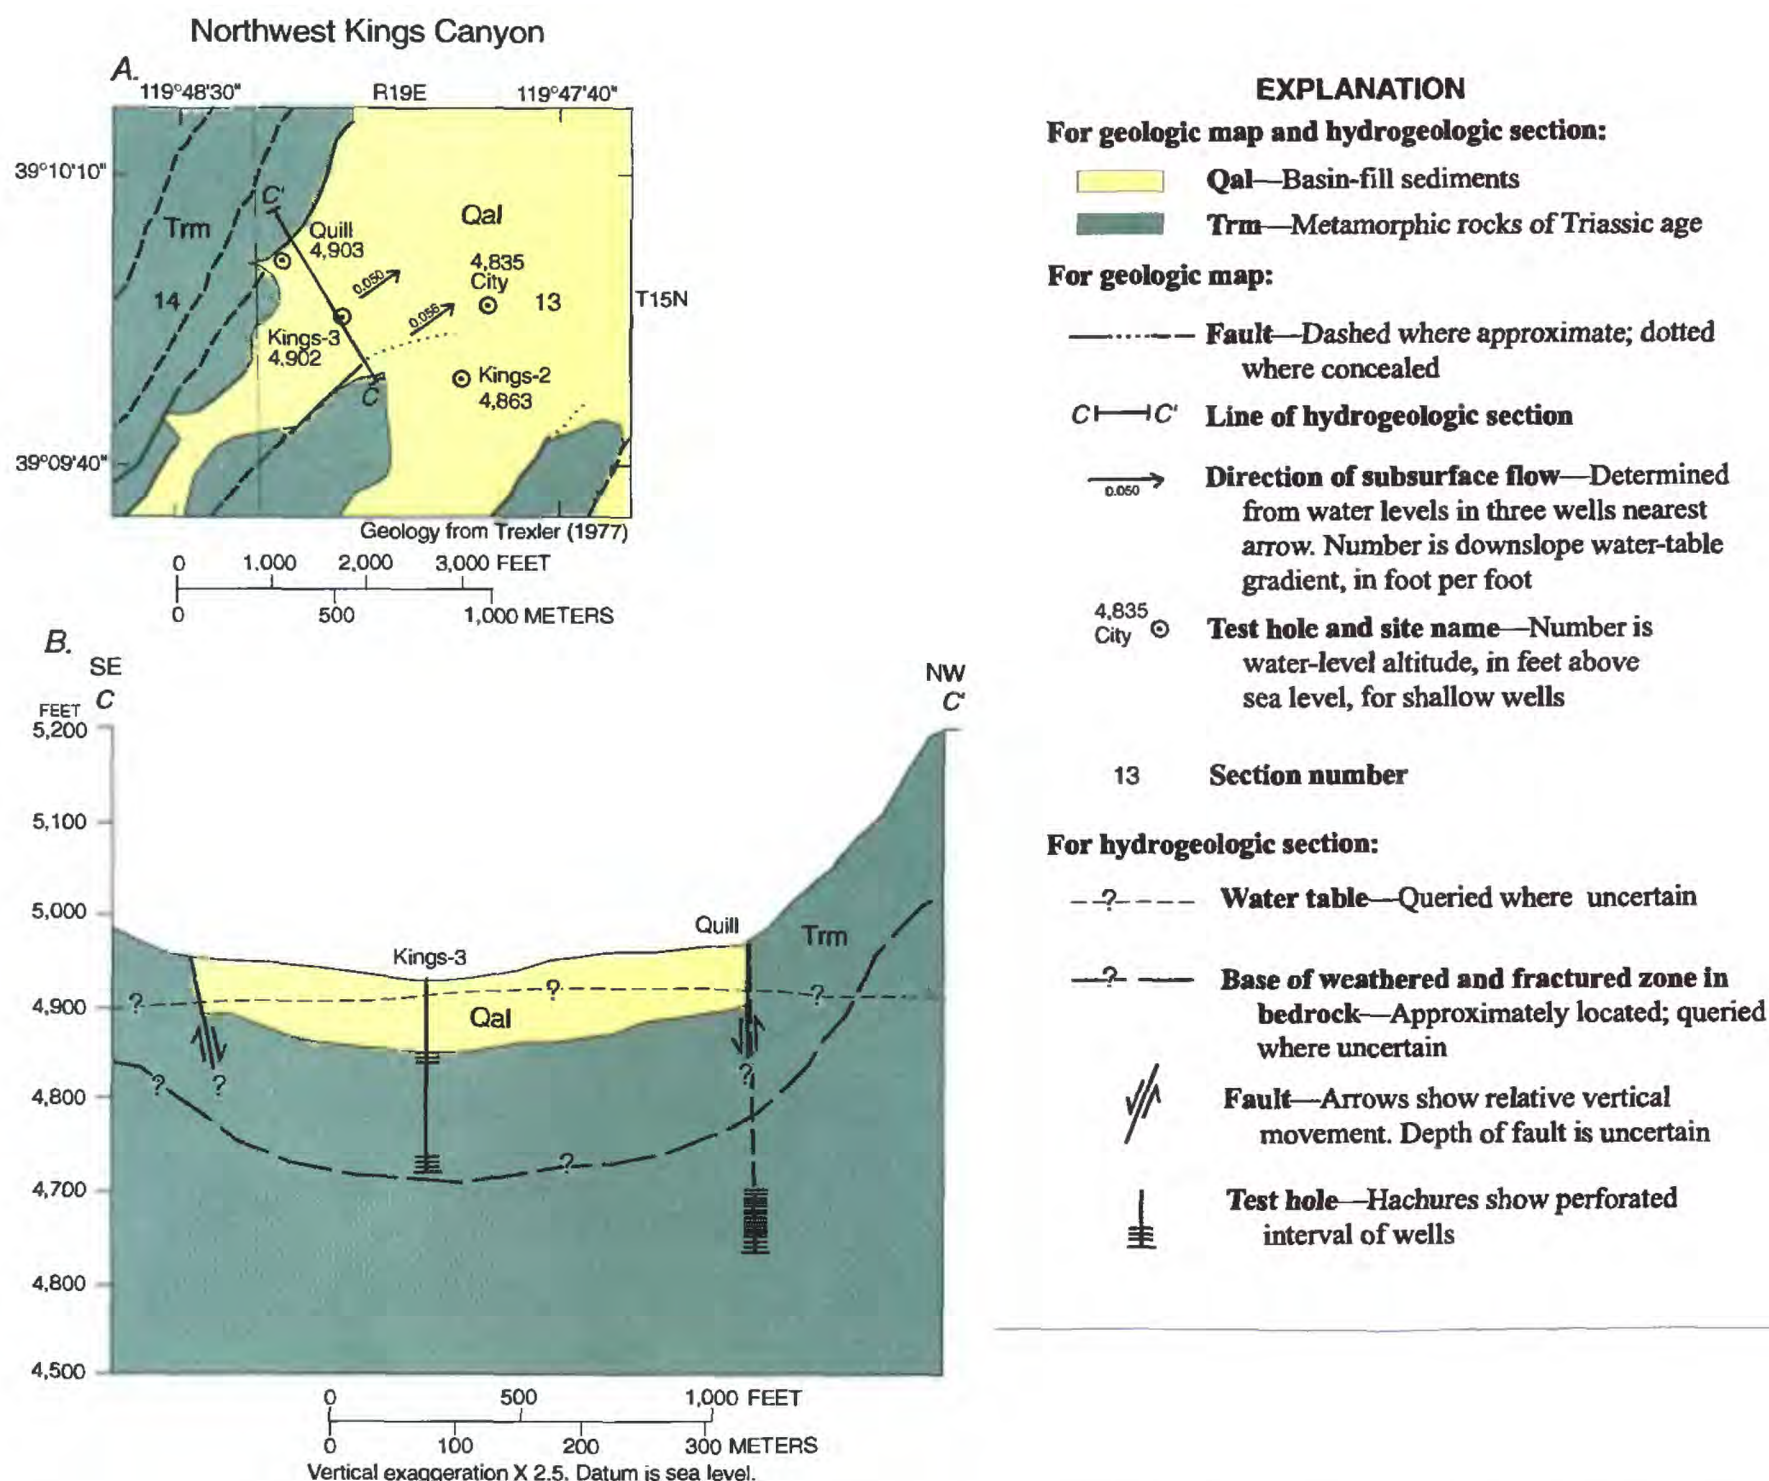 Northwest Kings Canyon
A.
119°48'30" R19E 119°47'40"
39°10'10"
C'
Trm
Quill
4,903
Qal
0.050
4,835
City
14
13
T15N
0.056
Kings-3
4,902
Kings-2
4,863
C
39°09'40"
Geology from Trexler (1977)
0 1,000 2,000 3,000 FEET
0 500 1,000 METERS
B.
SE
C
NW
C'
FEET
5,200
5,100
5,000
4,900
4,800
4,700
4,800
4,500
Kings-3
Quill
Trm
Qal
? ? ?
? ? ?
? ?
0 500 1,000 FEET
0 100 200 300 METERS
Vertical exaggeration X 2.5. Datum is sea level.
EXPLANATION
For geologic map and hydrogeologic section:
Qal—Basin-fill sediments
Trm—Metamorphic rocks of Triassic age
For geologic map:
Fault—Dashed where approximate; dotted
where concealed
C C' Line of hydrogeologic section
0.050
Direction of subsurface flow—Determined
from water levels in three wells nearest
arrow. Number is downslope water-table
gradient, in foot per foot
4,835
City
Test hole and site name—Number is
water-level altitude, in feet above
sea level, for shallow wells
13 Section number
For hydrogeologic section:
? Water table—Queried where uncertain
? Base of weathered and fractured zone in
bedrock—Approximately located; queried
where uncertain
Fault—Arrows show relative vertical
movement. Depth of fault is uncertain
Test hole—Hachures show perforated
interval of wells